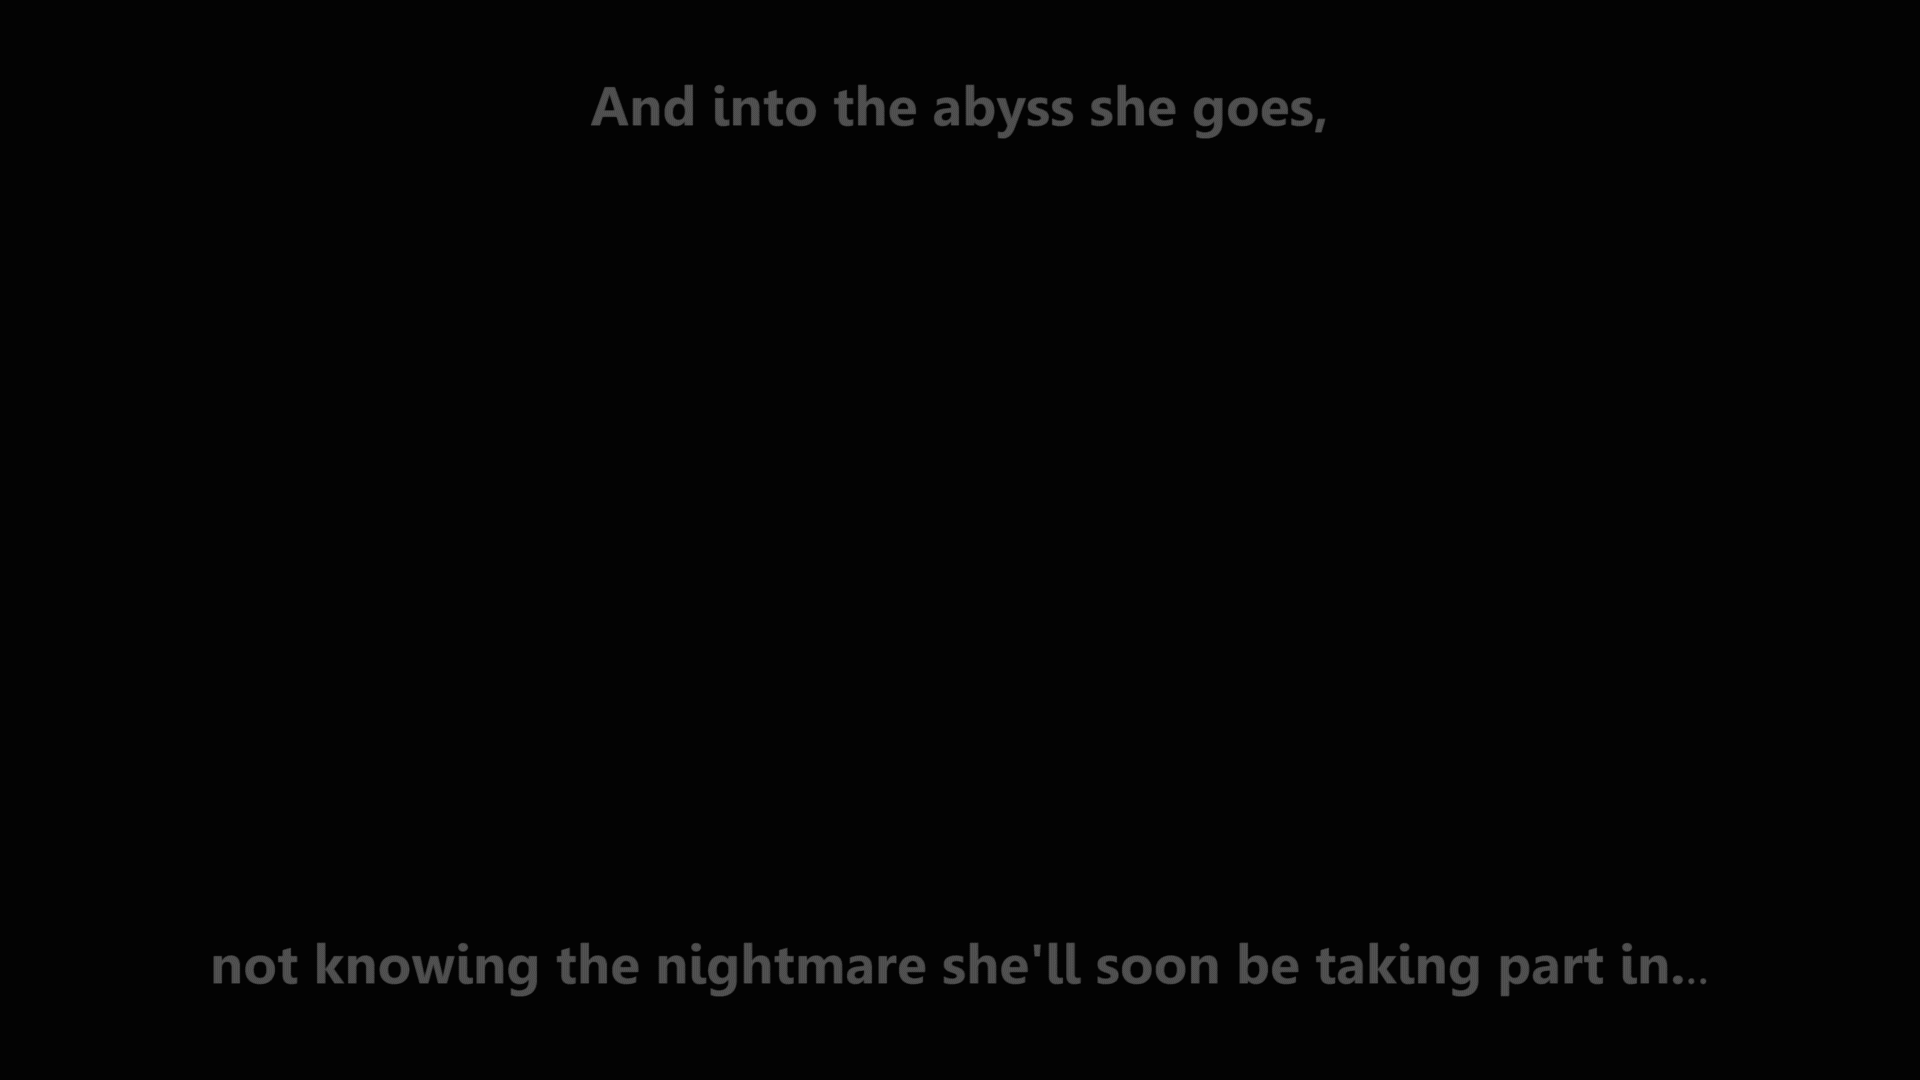 And into the abyss she goes,
not knowing the nightmare she'll soon be taking part in...